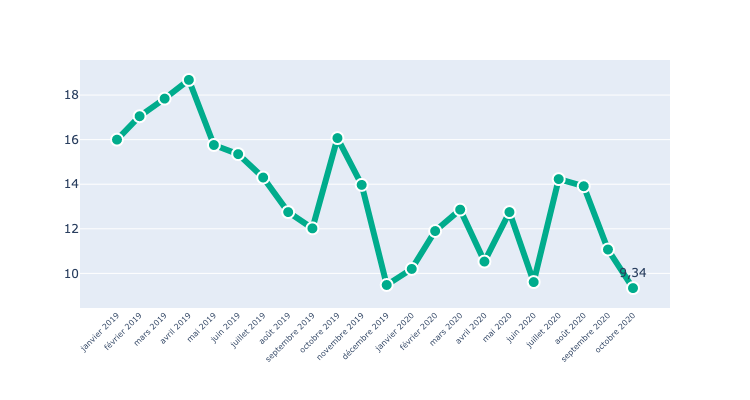 18
16
14
12
10
9,34
janvier 2019
février 2019
mars 2019
avril 2019
mai 2019
juin 2019
juillet 2019
août 2019
septembre 2019
octobre 2019
novembre 2019
décembre 2019
janvier 2020
février 2020
mars 2020
avril 2020
mai 2020
juin 2020
juillet 2020
août 2020
septembre 2020
octobre 2020